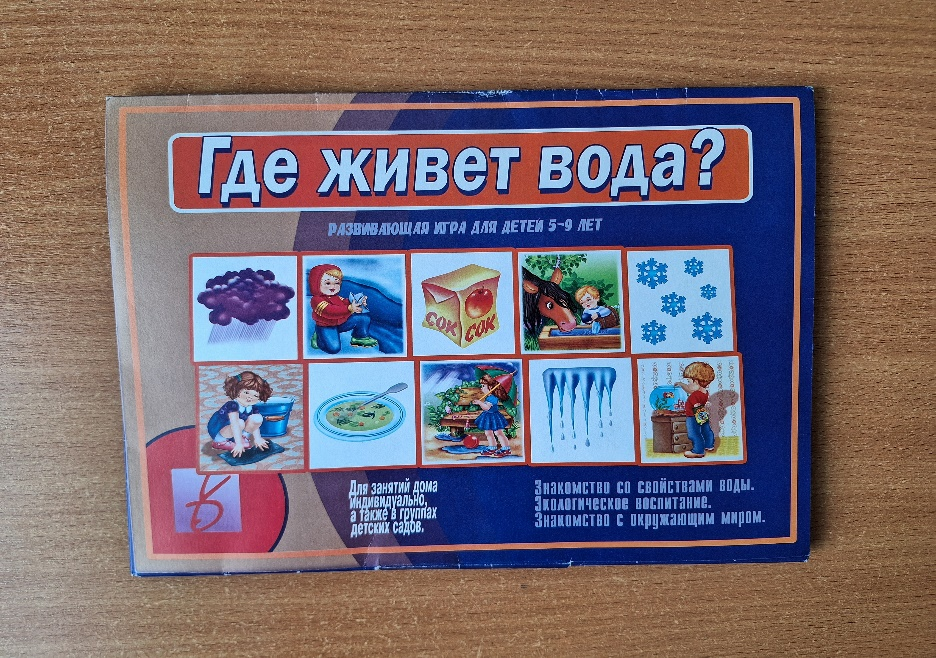 Где живет вода?
РАЗВИВАЮЩАЯ ИГРА ДЛЯ ДЕТЕЙ 5-9 ЛЕТ
СОК СОК
Б
Для занятий дома
индивидуально,
а также в группах
детских садов.
Знакомство со свойствами воды.
Экологическое воспитание.
Знакомство с окружающим миром.